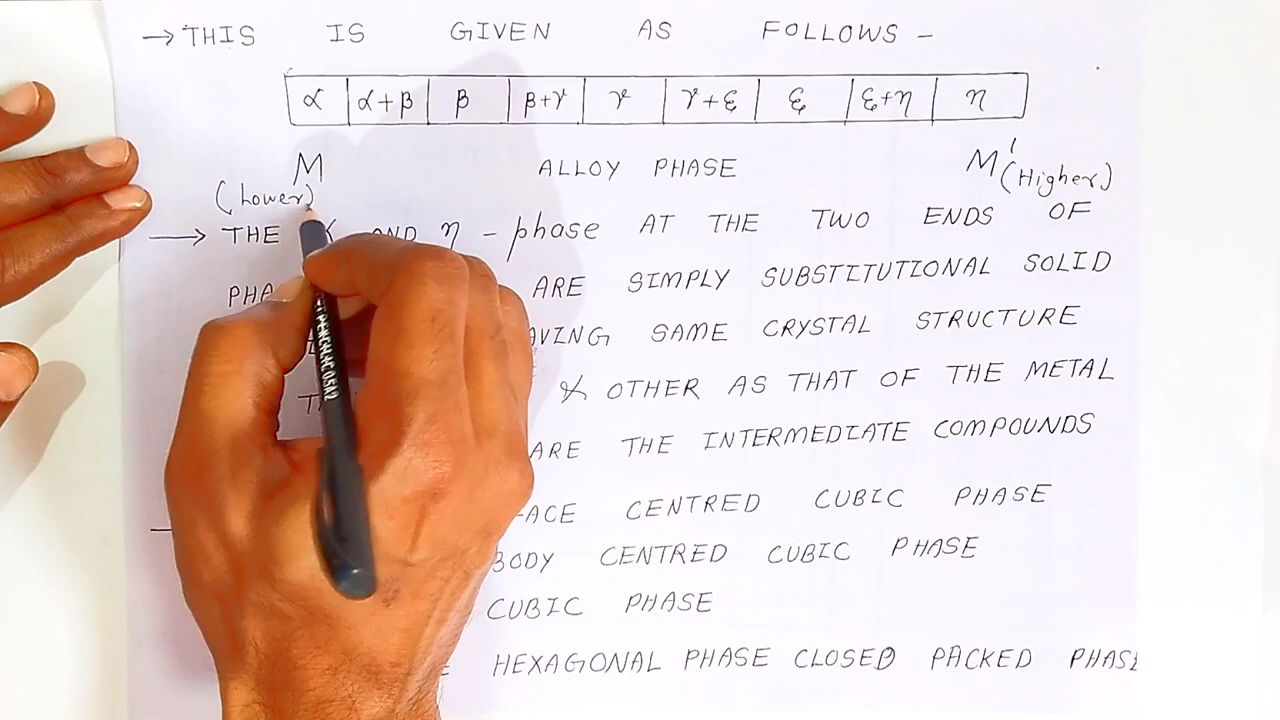 → THIS IS GIVEN AS FOLLOWS -
α α+β β β+γ γ γ+ξ ξ ξ+η η
M ALLOY PHASE M' (Higher)
(Lower)
→ THE AND η - phase AT THE TWO ENDS OF
ARE SIMPLY SUBSTITUTIONAL SOLID
SAME CRYSTAL STRUCTURE
& OTHER AS THAT OF THE METAL
ARE THE INTERMEDIATE COMPOUNDS
CENTRED CUBIC PHASE
BODY CENTRED CUBIC PHASE
CUBIC PHASE
HEXAGONAL PHASE CLOSED PACKED PHASE